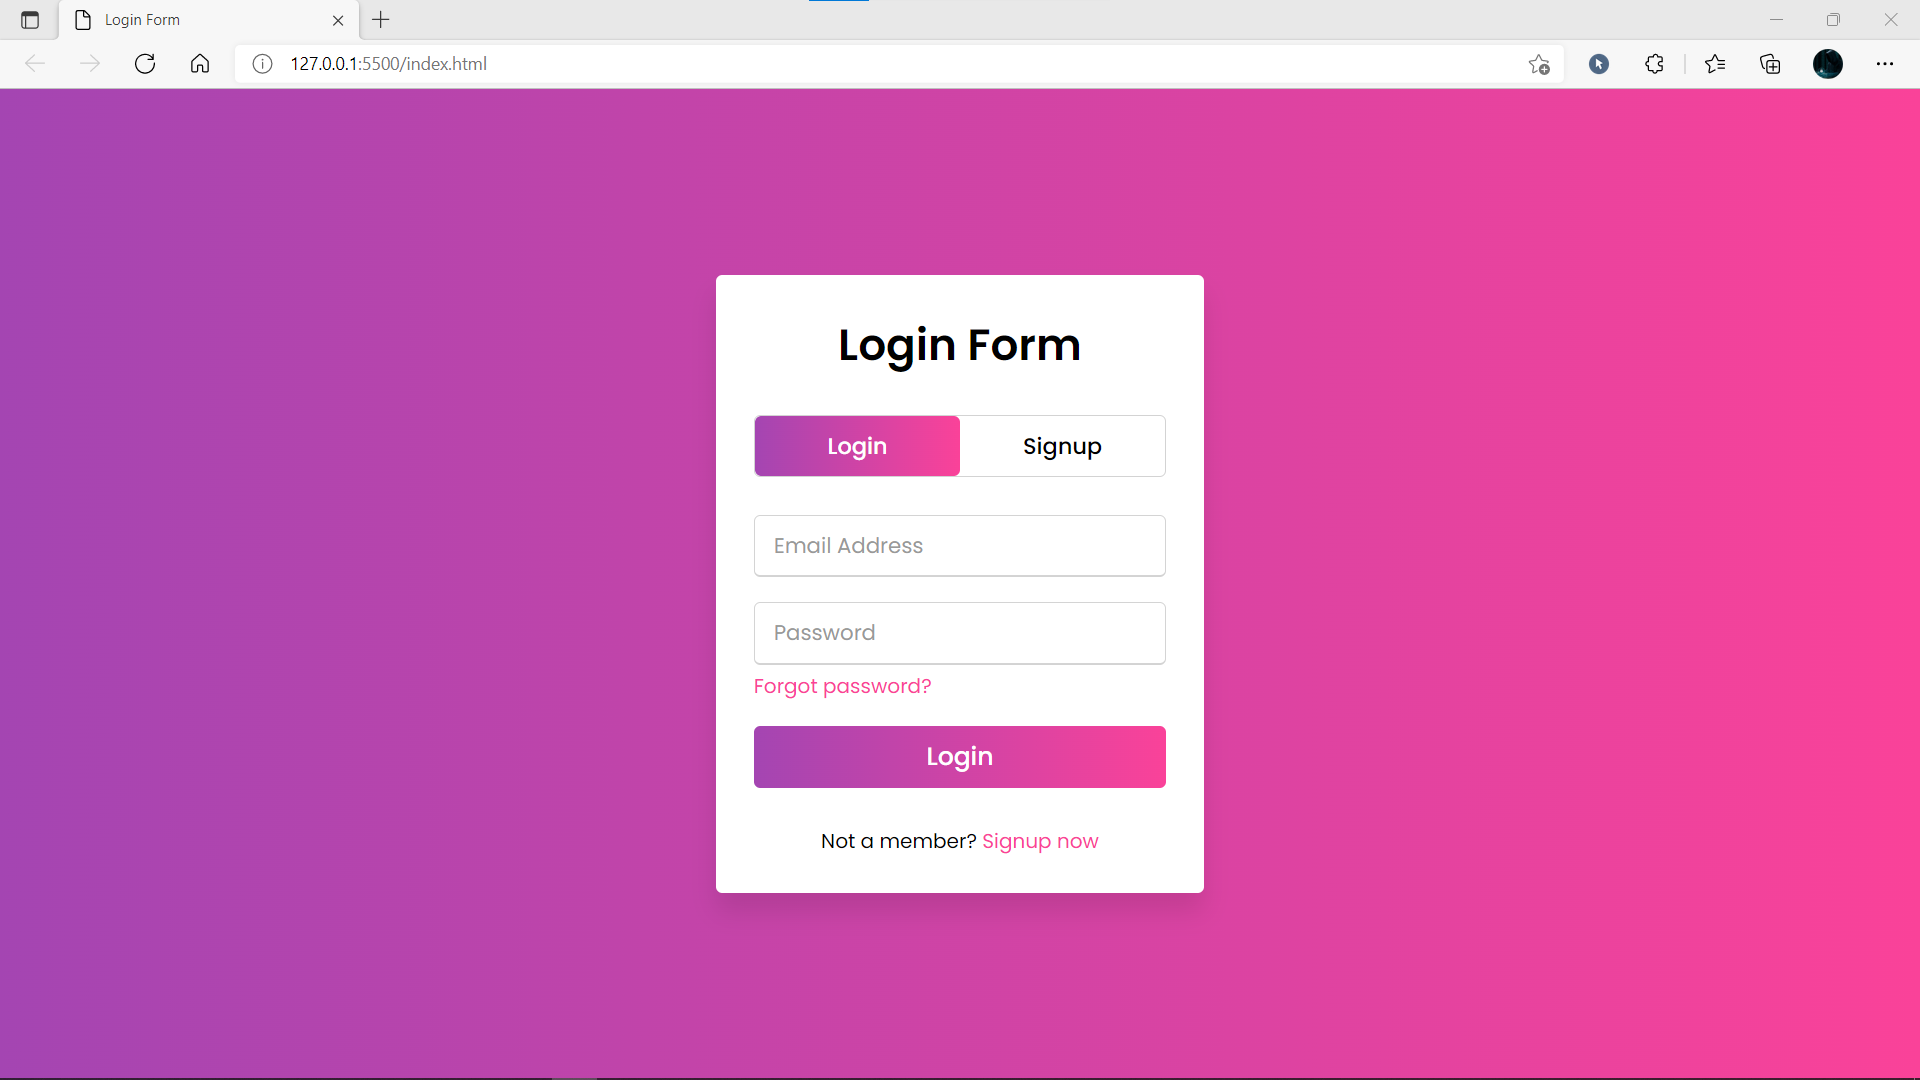 Login Form
127.0.0.1:5500/index.html
Login Form
Login Signup
Email Address
Password
Forgot password?
Login
Not a member? Signup now